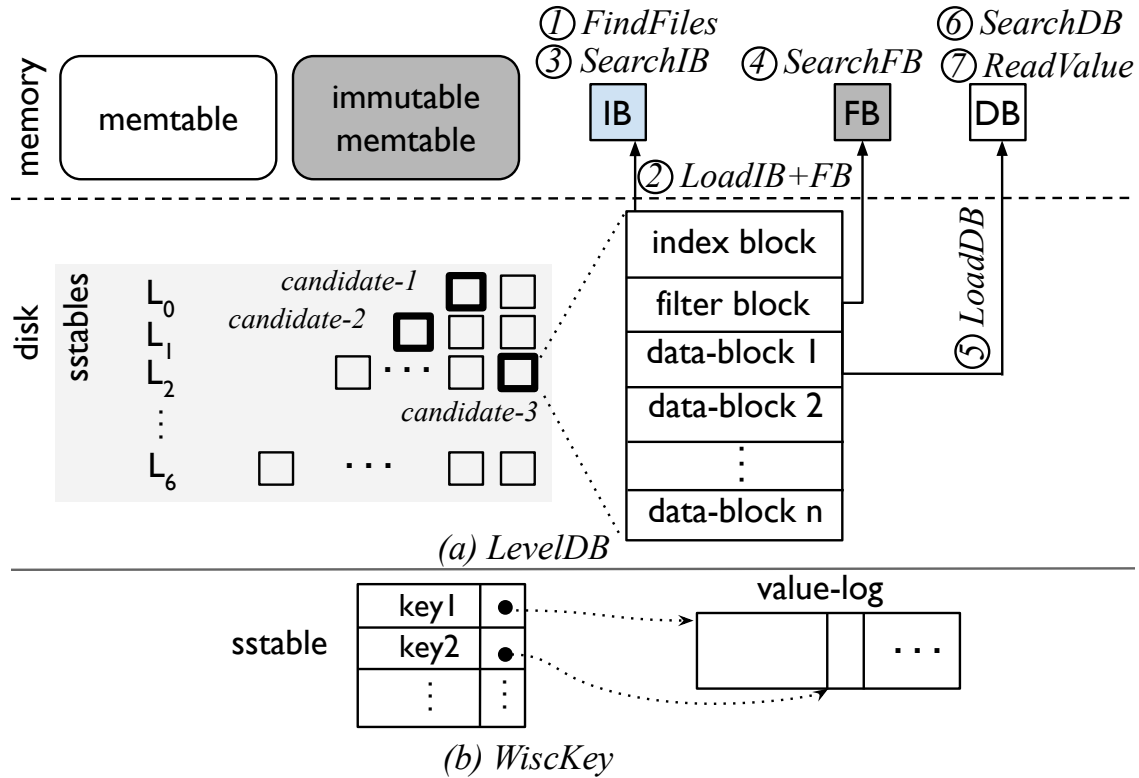 ① FindFiles
③ SearchIB
④ SearchFB
⑥ SearchDB
⑦ ReadValue
memory
memtable
immutable
memtable
IB
FB
DB
② LoadIB+FB
disk
sstables
L0
L1
L2
⋮
L6
candidate-1
candidate-2
· · ·
candidate-3
· · ·
index block
filter block
data-block 1
data-block 2
⋮
data-block n
⑤ LoadDB
(a) LevelDB
sstable
key1
key2
⋮ ⋮
value-log
· · ·
(b) WiscKey